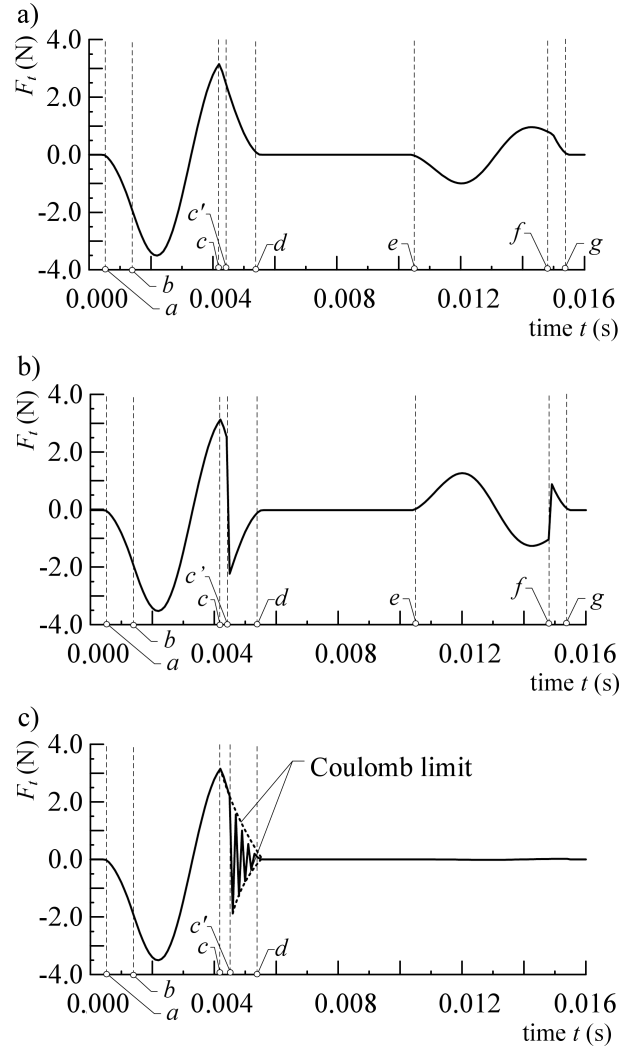 a)
F_t (N)
4.0
2.0
0.0
-2.0
-4.0
c'
c
d
e
f
g
b
a
0.000 0.004 0.008 0.012 0.016
time t (s)
b)
F_t (N)
4.0
2.0
0.0
-2.0
-4.0
c'
c
d
e
f
g
b
a
0.000 0.004 0.008 0.012 0.016
time t (s)
c)
F_t (N)
4.0
2.0
0.0
-2.0
-4.0
Coulomb limit
c'
c
d
b
a
0.000 0.004 0.008 0.012 0.016
time t (s)